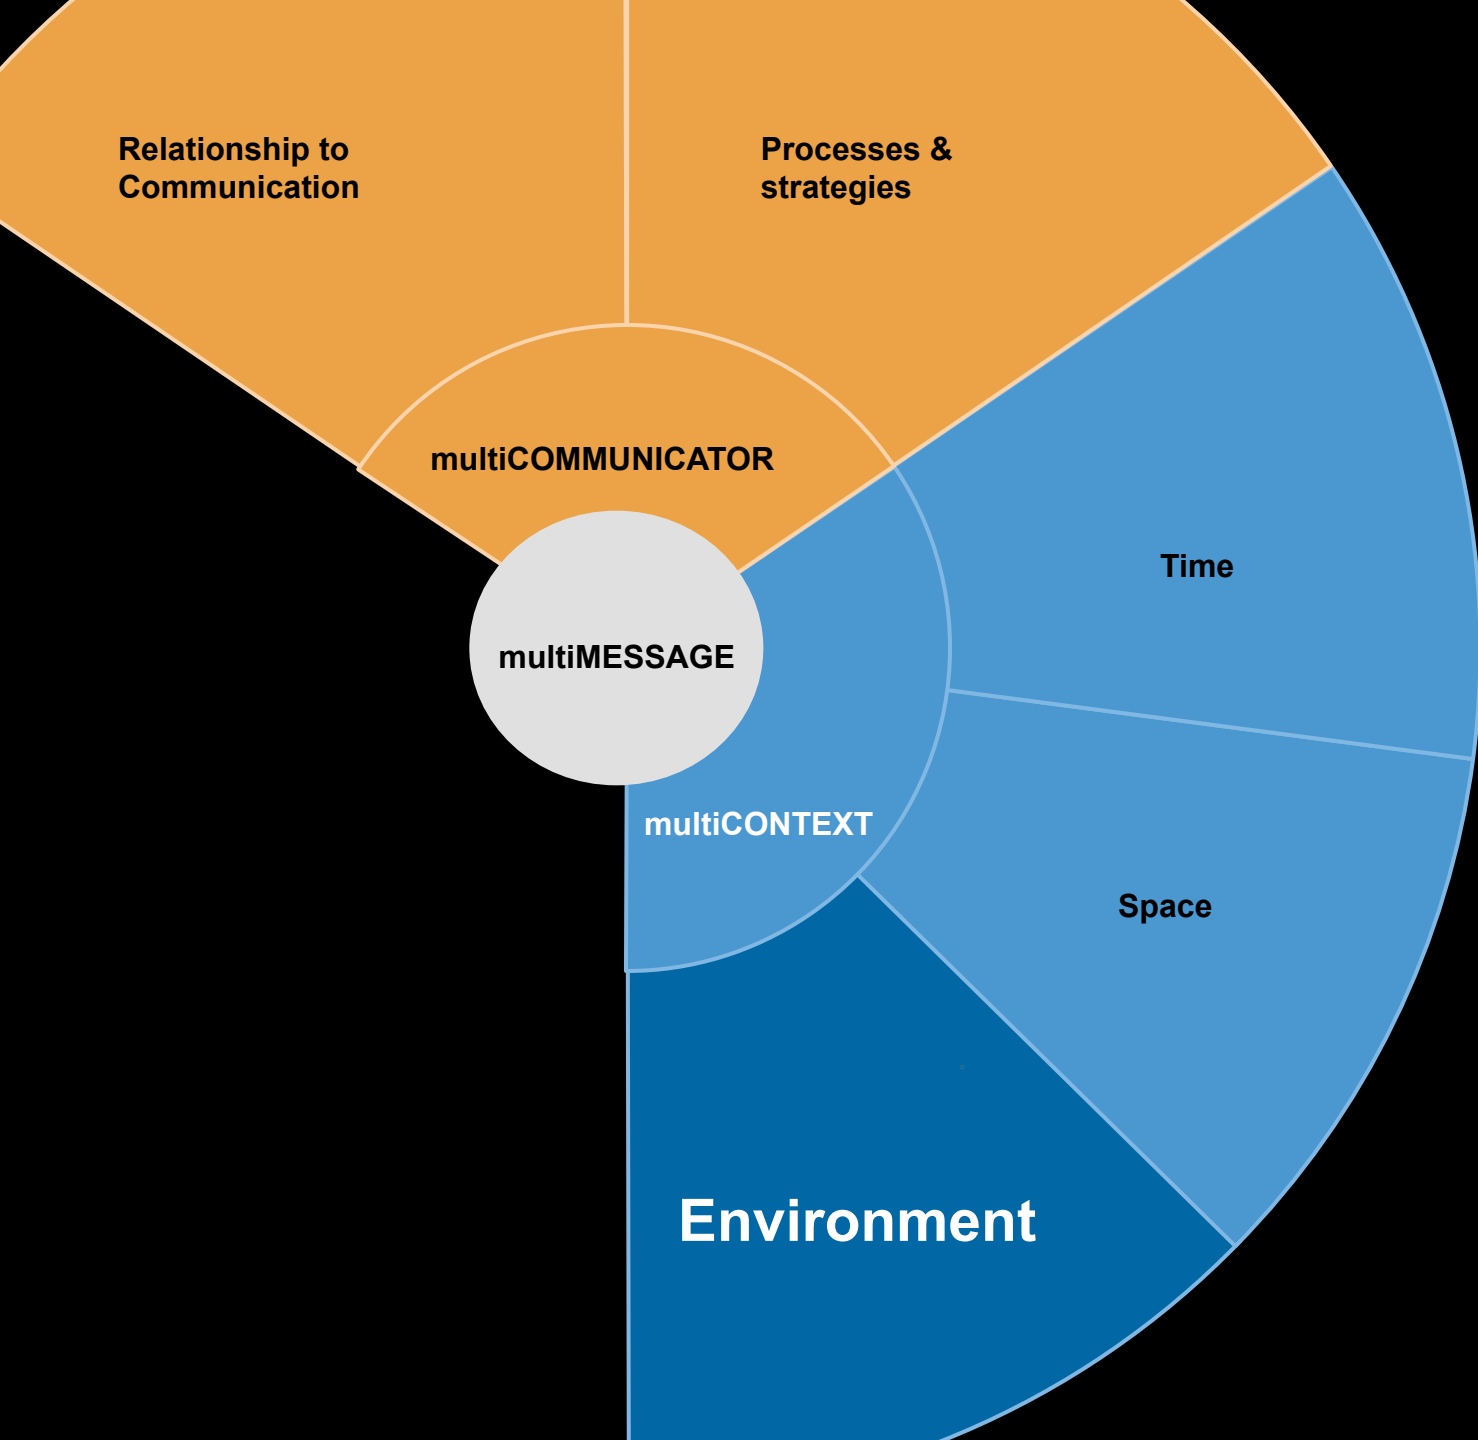 Relationship to
Communication
Processes &
strategies
multiCOMMUNICATOR
Time
multiMESSAGE
multiCONTEXT
Space
Environment